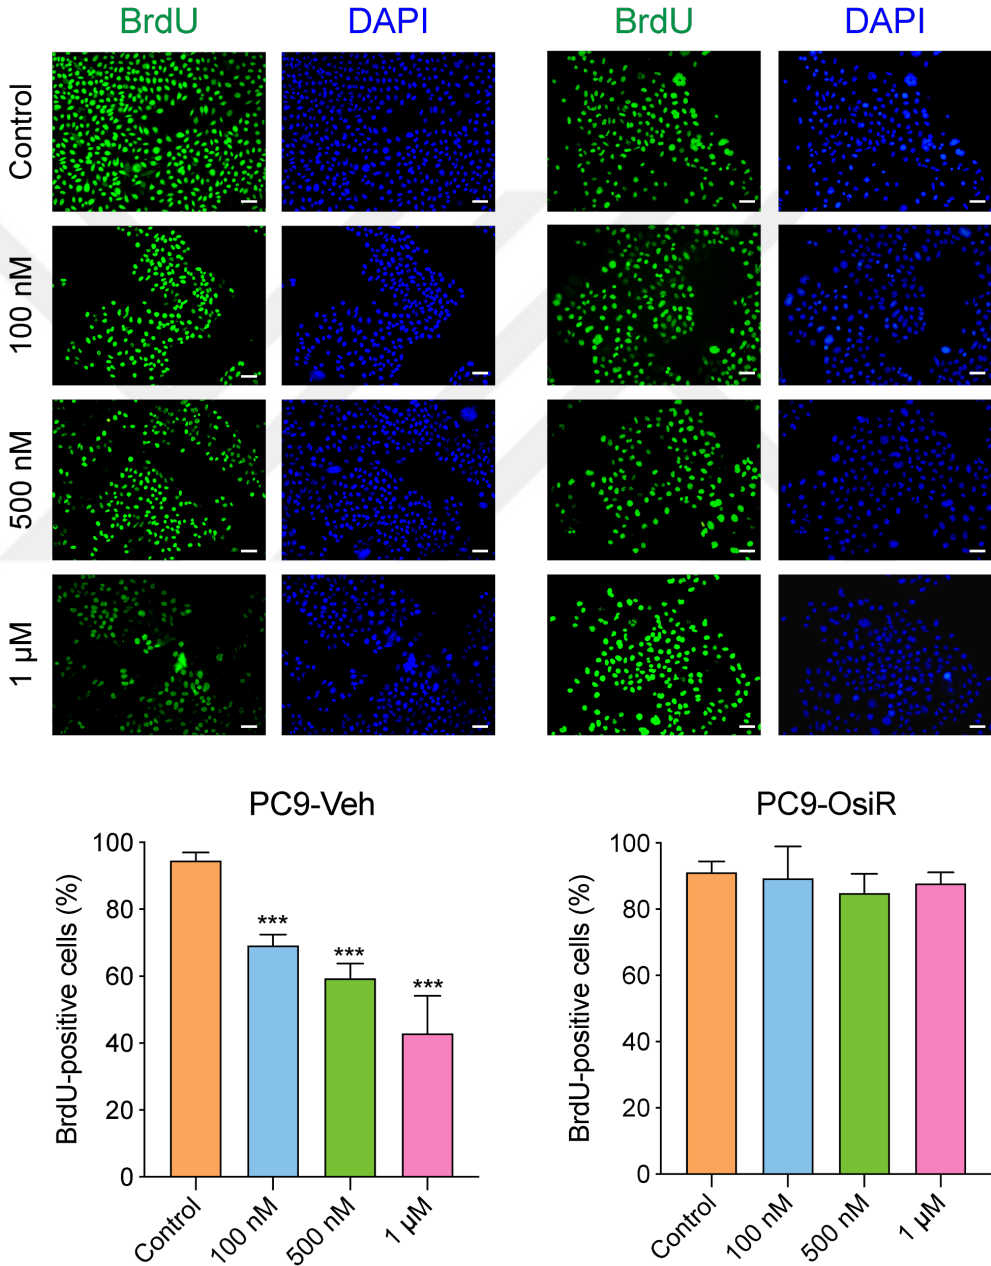 BrdU DAPI BrdU DAPI
Control
100 nM
500 nM
1 µM
PC9-Veh
BrdU-positive cells (%)
100
80
60
40
20
0
***
***
***
Control
100 nM
500 nM
1 µM
PC9-OsiR
BrdU-positive cells (%)
100
80
60
40
20
0
Control
100 nM
500 nM
1 µM